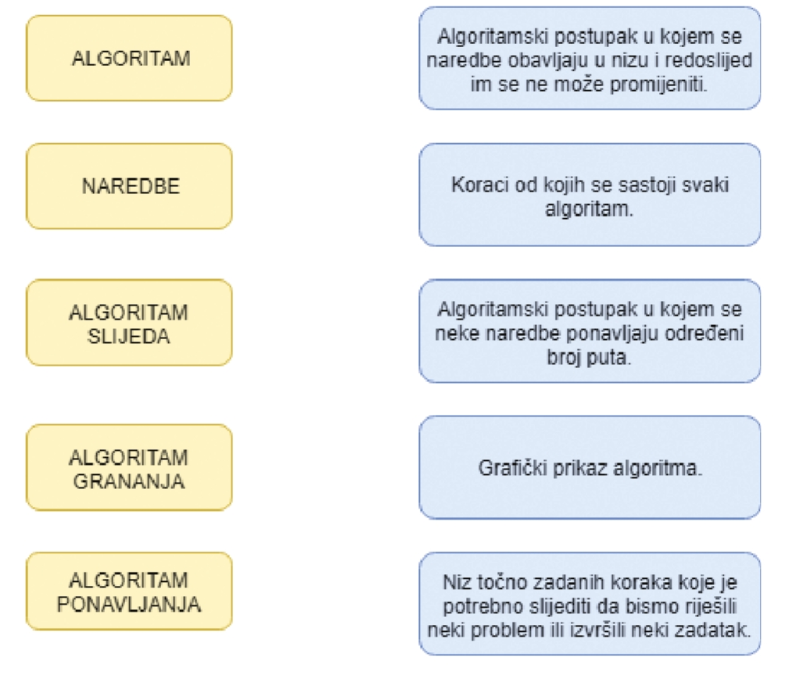 ALGORITAM
Algoritamski postupak u kojem se
naredbe obavljaju u nizu i redoslijed
im se ne može promijeniti.
NAREDBE
Koraci od kojih se sastoji svaki
algoritam.
ALGORITAM
SLIJEDA
Algoritamski postupak u kojem se
neke naredbe ponavljaju određeni
broj puta.
ALGORITAM
GRANANJA
Grafički prikaz algoritma.
ALGORITAM
PONAVLJANJA
Niz točno zadanih koraka koje je
potrebno slijediti da bismo riješili
neki problem ili izvršili neki zadatak.